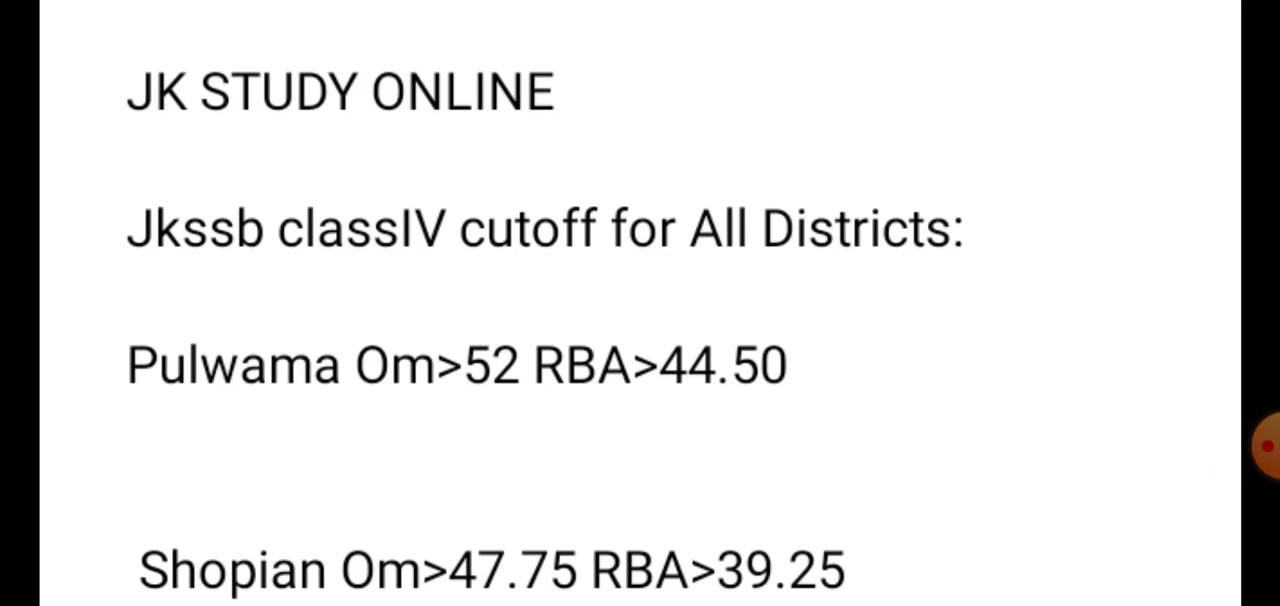 JK STUDY ONLINE
Jkssb classIV cutoff for All Districts:
Pulwama Om>52 RBA>44.50
Shopian Om>47.75 RBA>39.25